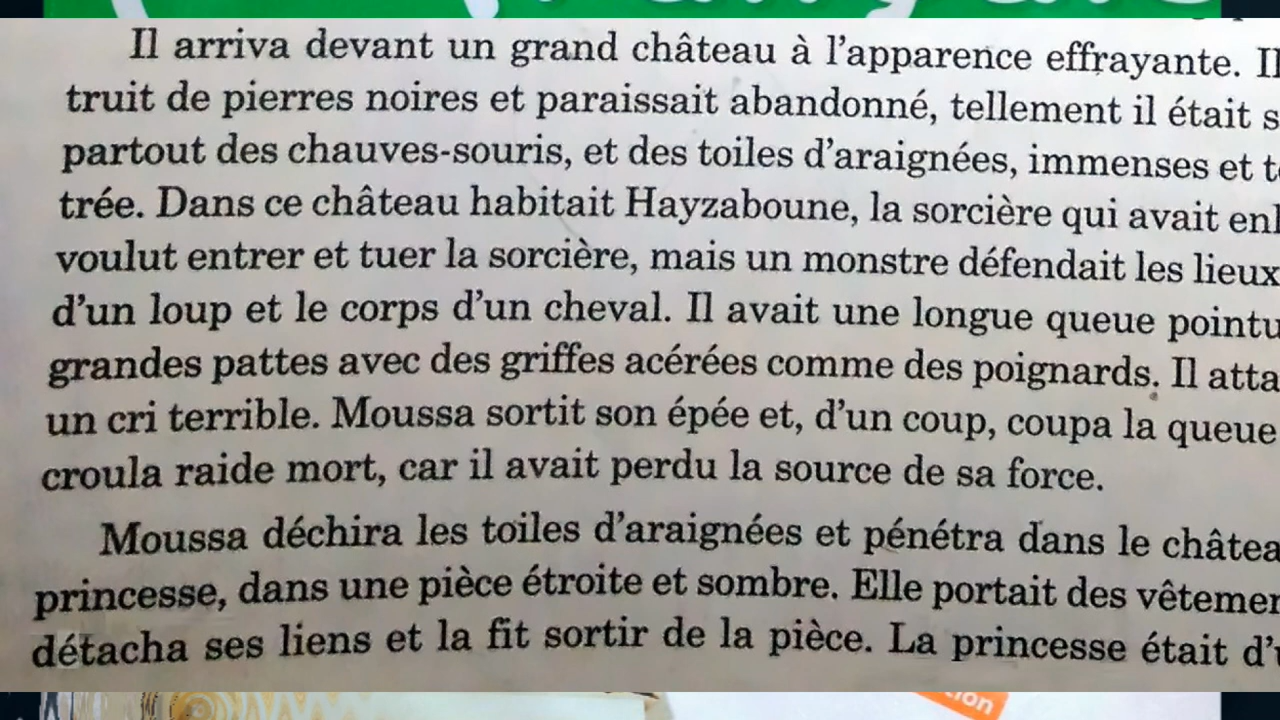 Il arriva devant un grand château à l'apparence effrayante. Il
truit de pierres noires et paraissait abandonné, tellement il était s
partout des chauves-souris, et des toiles d'araignées, immenses et t
trée. Dans ce château habitait Hayzaboune, la sorcière qui avait enl
voulut entrer et tuer la sorcière, mais un monstre défendait les lieux
d'un loup et le corps d'un cheval. Il avait une longue queue pointu
grandes pattes avec des griffes acérées comme des poignards. Il atta
un cri terrible. Moussa sortit son épée et, d'un coup, coupa la queue
croula raide mort, car il avait perdu la source de sa force.
Moussa déchira les toiles d'araignées et pénétra dans le châtea
princesse, dans une pièce étroite et sombre. Elle portait des vêtemen
détacha ses liens et la fit sortir de la pièce. La princesse était d'u
tion